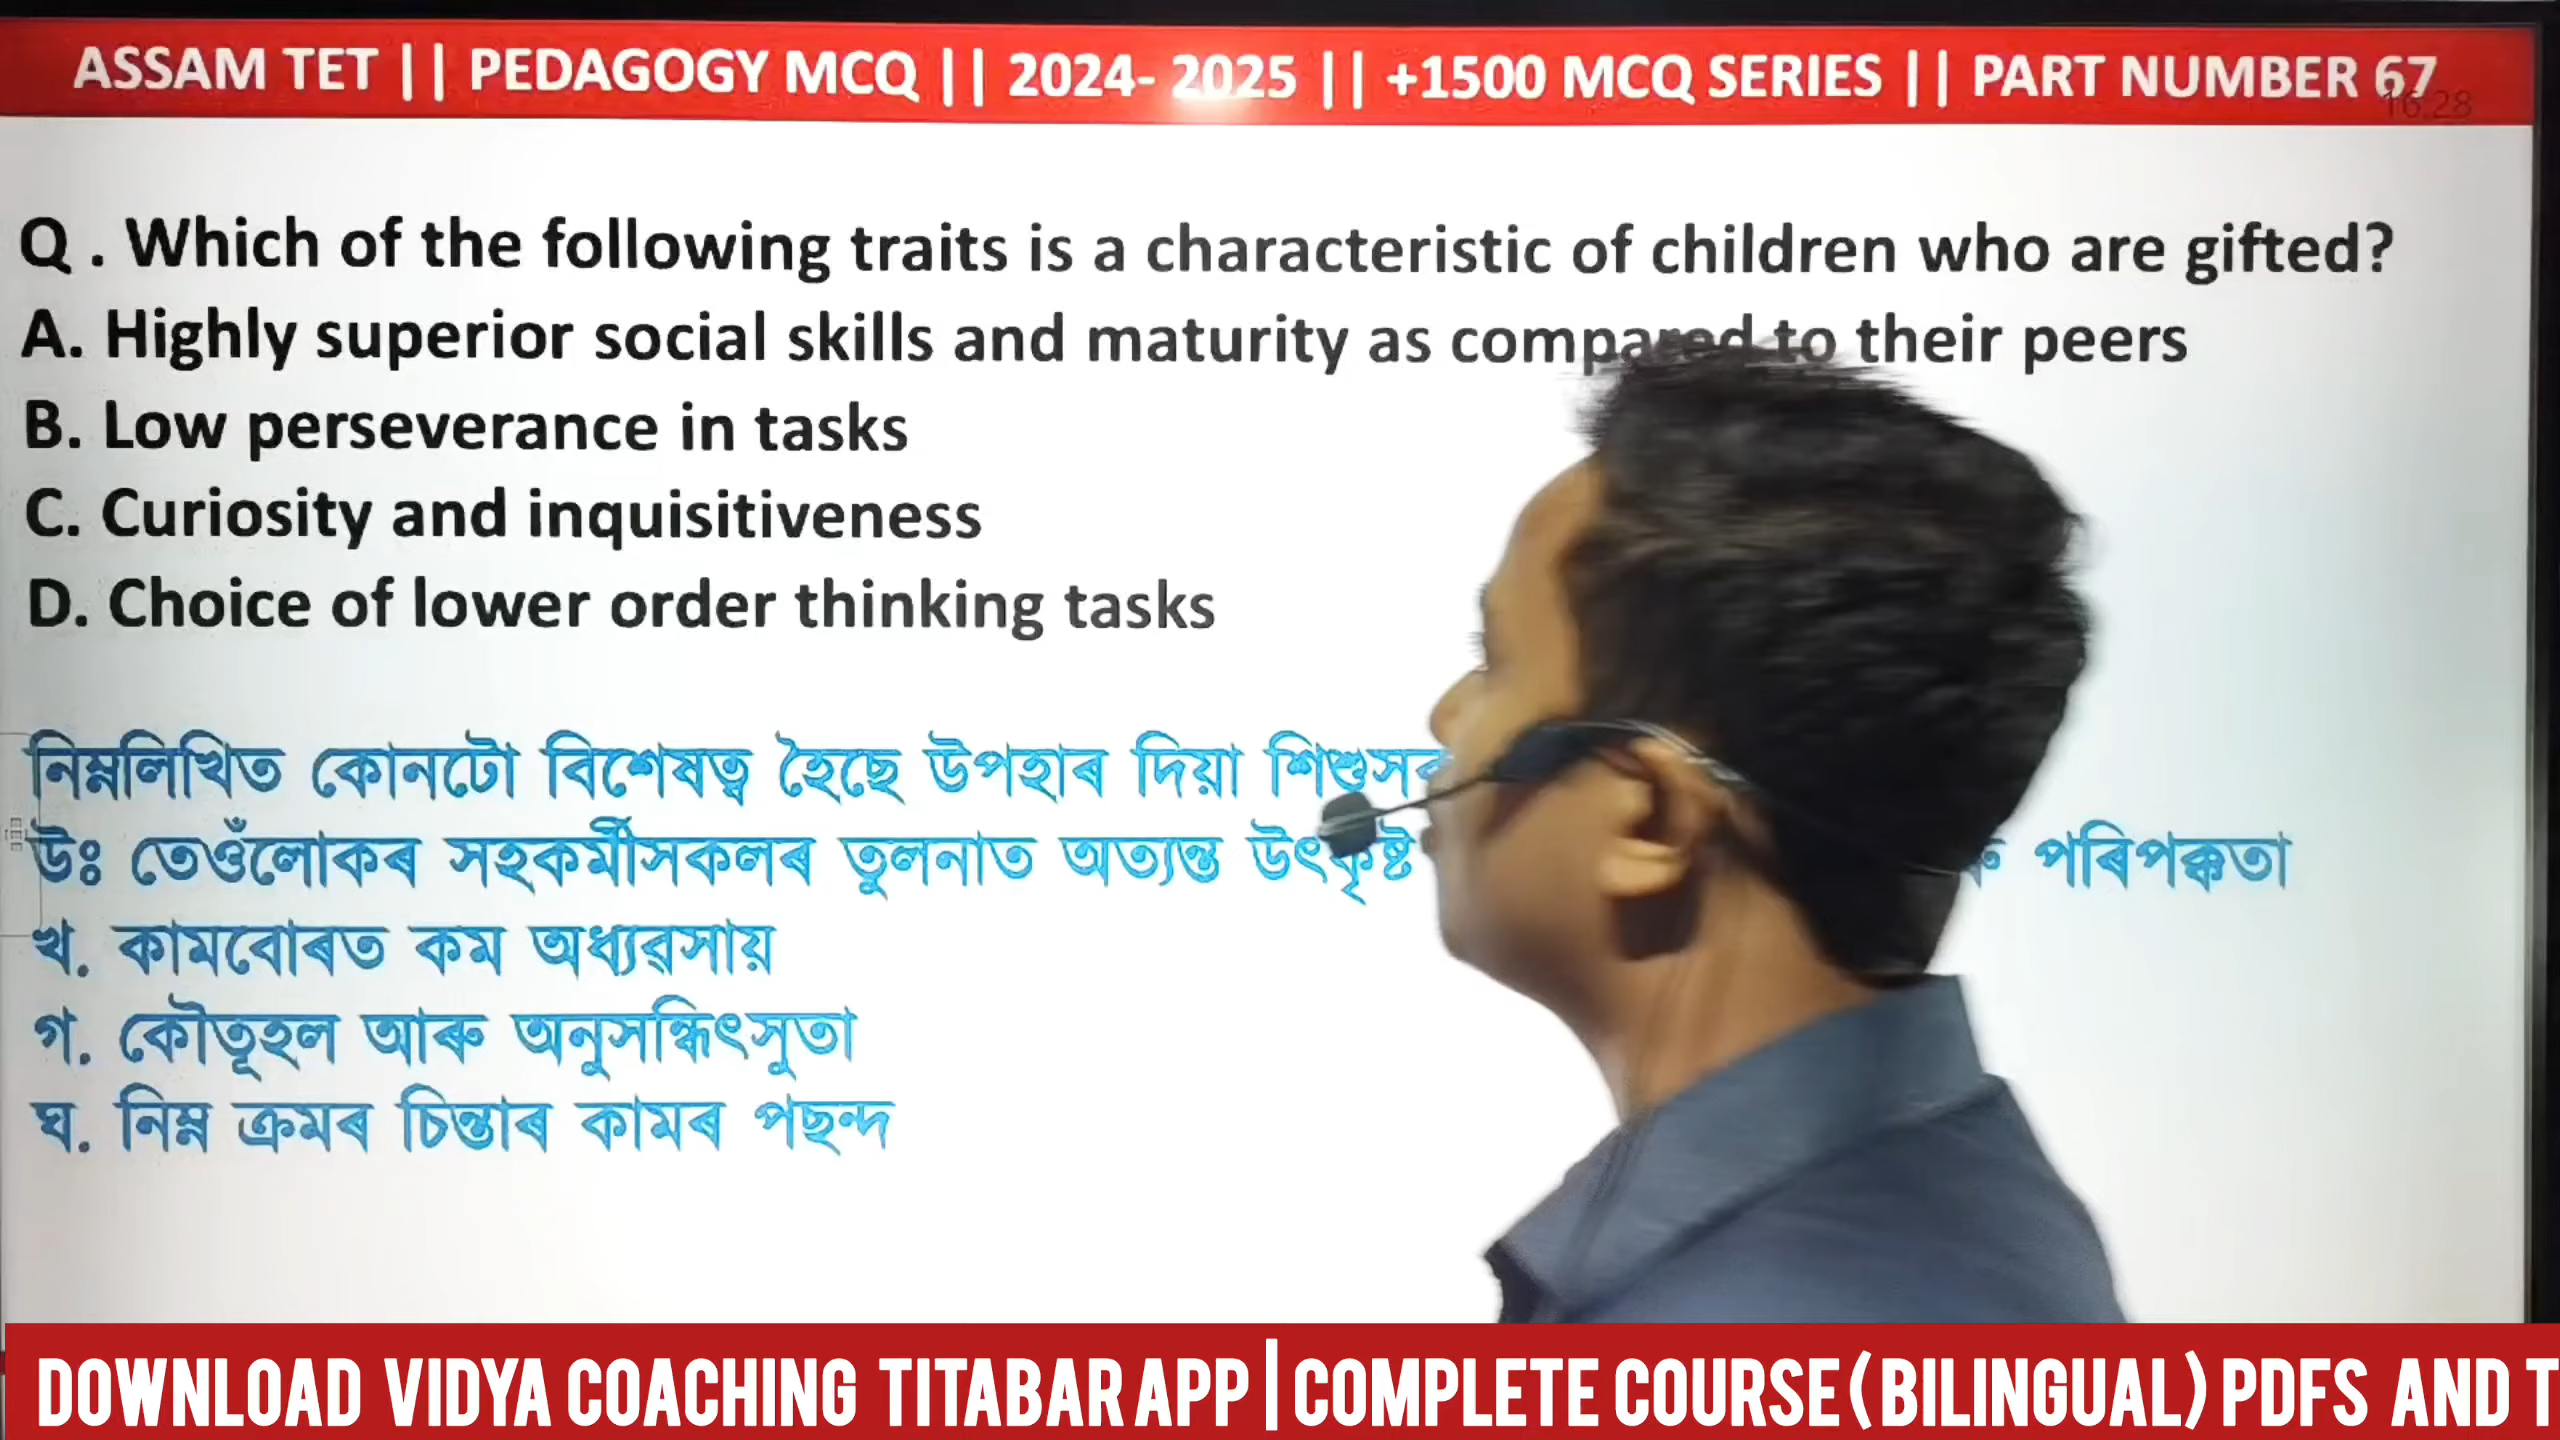 ASSAM TET || PEDAGOGY MCQ || 2024- 2025 || +1500 MCQ SERIES || PART NUMBER 67
16:28
Q . Which of the following traits is a characteristic of children who are gifted?
A. Highly superior social skills and maturity as compared to their peers
B. Low perseverance in tasks
C. Curiosity and inquisitiveness
D. Choice of lower order thinking tasks
নিম্নলিখিত কোনটো বিশেষত্ব হৈছে উপহাৰ দিয়া
উঃ তেওঁলোকৰ সহকৰ্মীসকলৰ তুলনাত অত্যন্ত উৎকৃষ্ট পৰিপক্কতা
খ. কামবোৰত কম অধ্যৱসায়
গ. কৌতূহল আৰু অনুসন্ধিৎসুতা
ঘ. নিম্ন ক্ৰমৰ চিন্তাৰ কামৰ পছন্দ
DOWNLOAD VIDYA COACHING TITABAR APP | COMPLETE COURSE (BILINGUAL) PDFS AND T